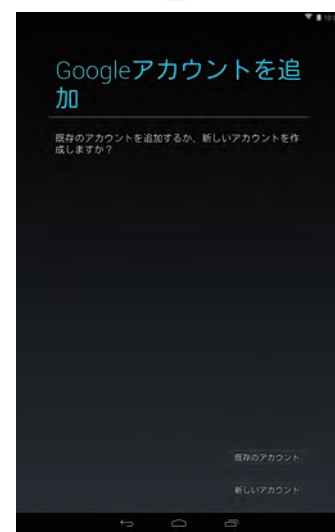 Googleアカウントを追
加
既存のアカウントを追加するか、新しいアカウントを作
成しますか？
既存のアカウント
新しいアカウント